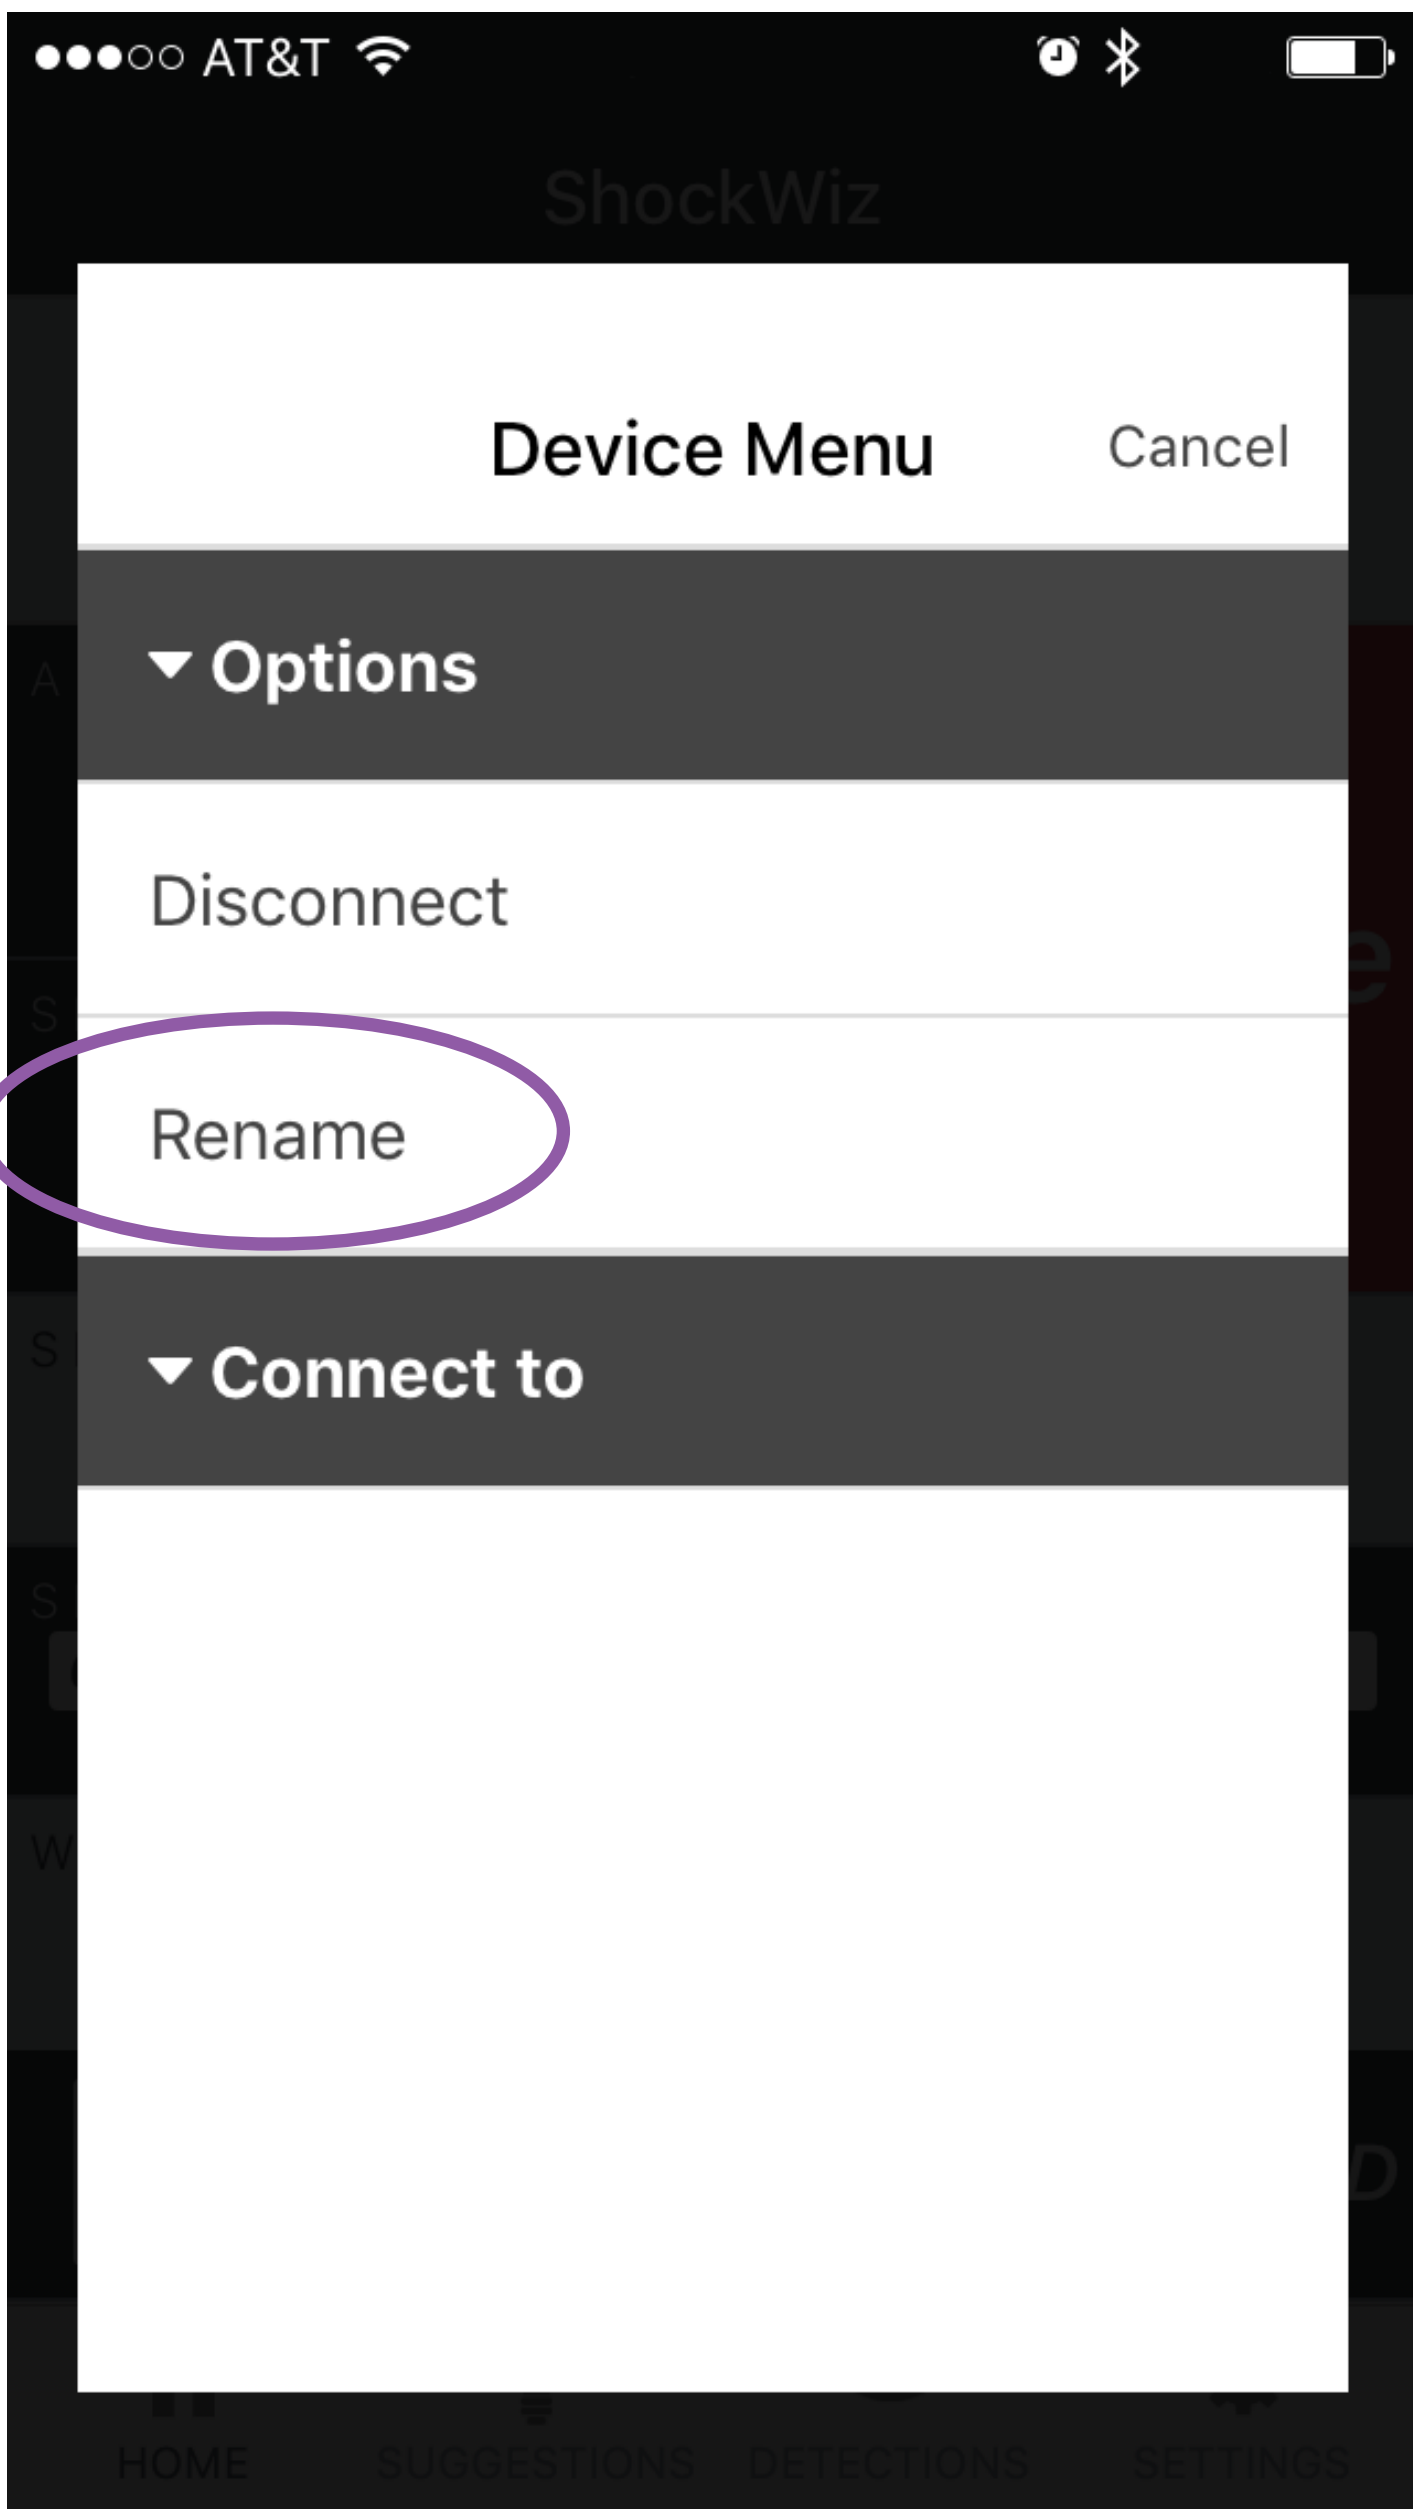 AT&T
ShockWiz
Device Menu Cancel
Options
A
Disconnect
e
S
Rename
S
Connect to
S
W
D
HOME SUGGESTIONS DETECTIONS SETTINGS